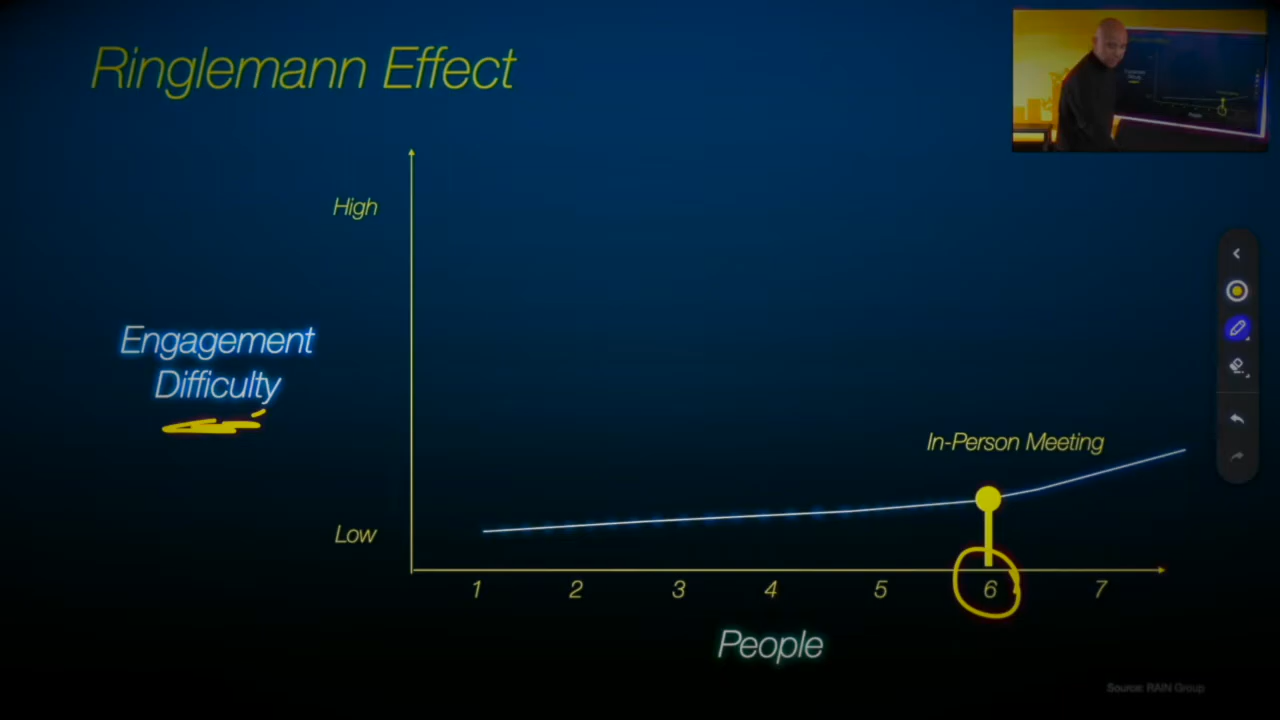 Ringlemann Effect
High
Engagement
Difficulty
In-Person Meeting
Low
1 2 3 4 5 6 7
People
Source: RAIN Group